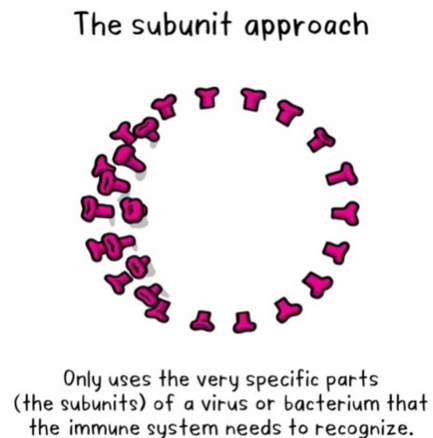 The subunit approach
Only uses the very specific parts
(the subunits) of a virus or bacterium that
the immune system needs to recognize.